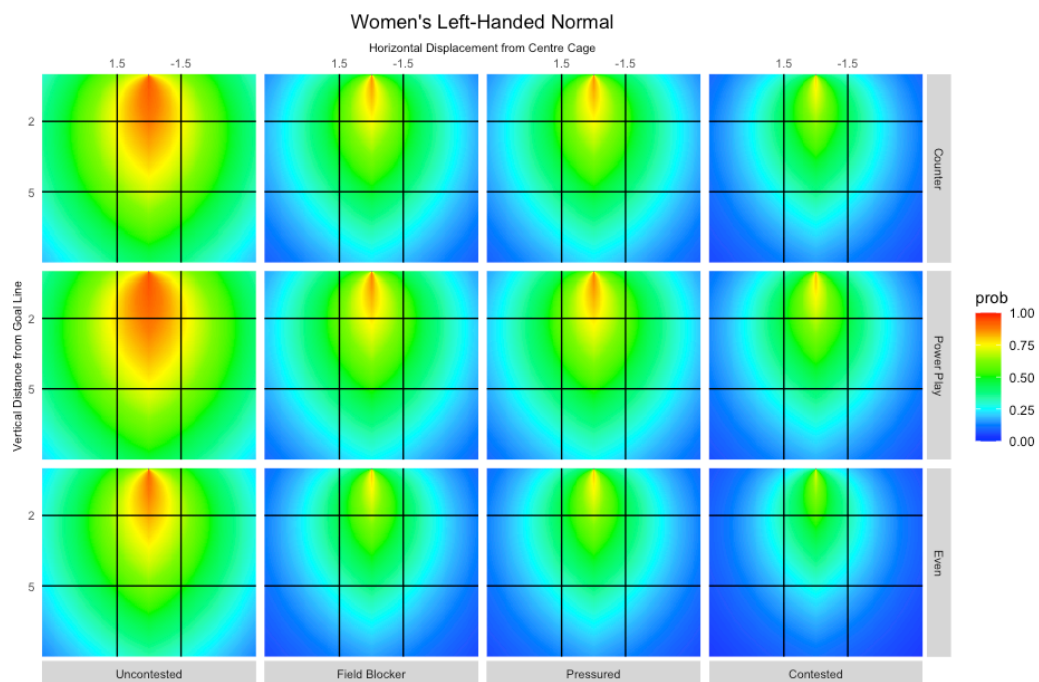 Women's Left-Handed Normal
Horizontal Displacement from Centre Cage
1.5 -1.5 1.5 -1.5 1.5 -1.5 1.5 -1.5
Vertical Distance from Goal Line
2
5
Counter
2
5
Power Play
2
5
Even
prob
1.00
0.75
0.50
0.25
0.00
Uncontested Field Blocker Pressured Contested